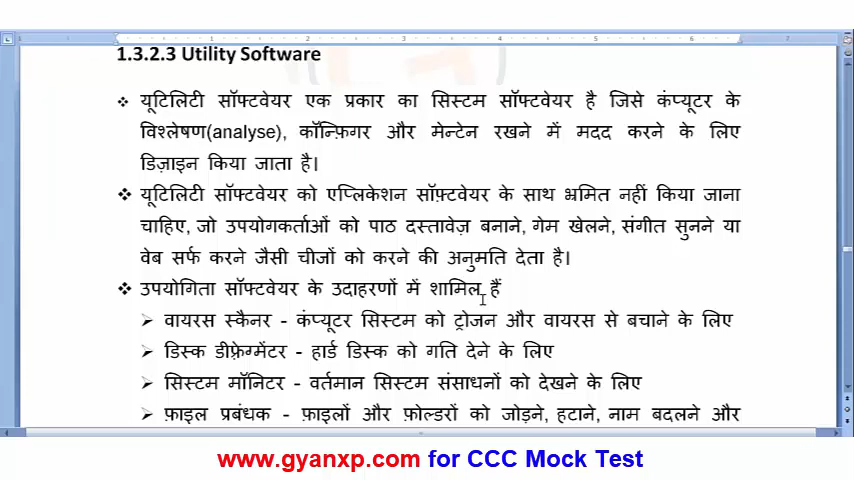 1.3.2.3 Utility Software
❖ यूटिलिटी सॉफ्टवेयर एक प्रकार का सिस्टम सॉफ्टवेयर है जिसे कंप्यूटर के
विश्लेषण(analyse), कॉन्फ़िगर और मेन्टेन रखने में मदद करने के लिए
डिज़ाइन किया जाता है।
❖ यूटिलिटी सॉफ्टवेयर को एप्लिकेशन सॉफ़्टवेयर के साथ भ्रमित नहीं किया जाना
चाहिए, जो उपयोगकर्ताओं को पाठ दस्तावेज़ बनाने, गेम खेलने, संगीत सुनने या
वेब सर्फ करने जैसी चीजों को करने की अनुमति देता है।
❖ उपयोगिता सॉफ्टवेयर के उदाहरणों में शामिल हैं
➢ वायरस स्कैनर - कंप्यूटर सिस्टम को ट्रोजन और वायरस से बचाने के लिए
➢ डिस्क डीफ़्रेग्मेंटर - हार्ड डिस्क को गति देने के लिए
➢ सिस्टम मॉनिटर - वर्तमान सिस्टम संसाधनों को देखने के लिए
➢ फ़ाइल प्रबंधक - फ़ाइलों और फ़ोल्डरों को जोड़ने, हटाने, नाम बदलने और
www.gyanxp.com for CCC Mock Test